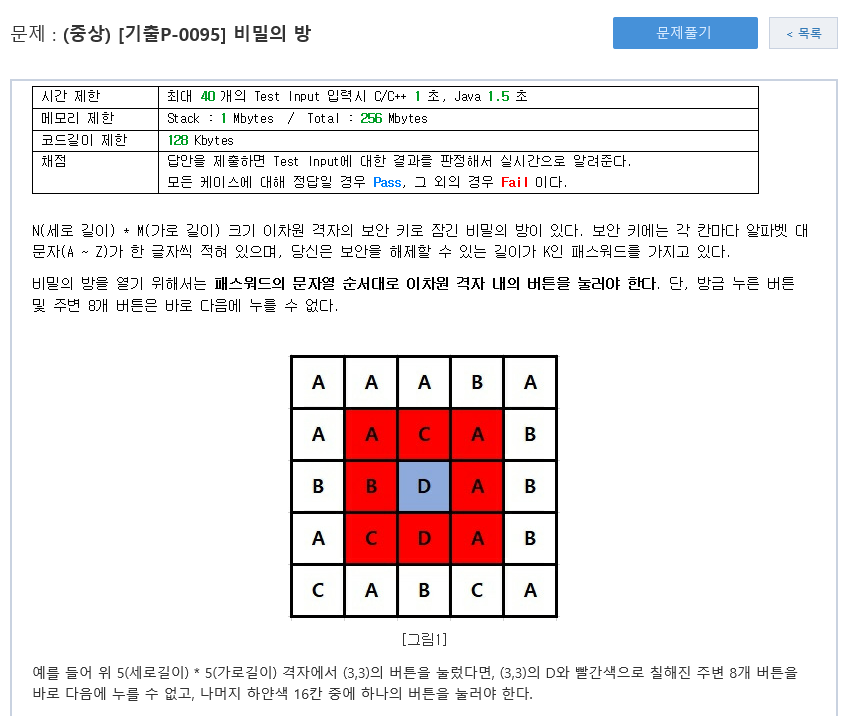 문제 : (중상) [기출P-0095] 비밀의 방
문제풀기
< 목록
시간 제한 최대 40 개의 Test Input 입력시 C/C++ 1 초, Java 1.5 초
메모리 제한 Stack : 1 Mbytes / Total : 256 Mbytes
코드길이 제한 128 Kbytes
채점 답안을 제출하면 Test Input에 대한 결과를 판정해서 실시간으로 알려준다.
모든 케이스에 대해 정답일 경우 Pass, 그 외의 경우 Fail 이다.
N(세로 길이) * M(가로 길이) 크기 이차원 격자의 보안 키로 잠긴 비밀의 방이 있다. 보안 키에는 각 칸마다 알파벳 대
문자(A ~ Z)가 한 글자씩 적혀 있으며, 당신은 보안을 해제할 수 있는 길이가 K인 패스워드를 가지고 있다.
비밀의 방을 열기 위해서는 패스워드의 문자열 순서대로 이차원 격자 내의 버튼을 눌러야 한다. 단, 방금 누른 버튼
및 주변 8개 버튼은 바로 다음에 누를 수 없다.
A A A B A
A A C A B
B B D A B
A C D A B
C A B C A
[그림1]
예를 들어 위 5(세로길이) * 5(가로길이) 격자에서 (3,3)의 버튼을 눌렀다면, (3,3)의 D와 빨간색으로 칠해진 주변 8개 버튼을
바로 다음에 누를 수 없고, 나머지 하얀색 16칸 중에 하나의 버튼을 눌러야 한다.